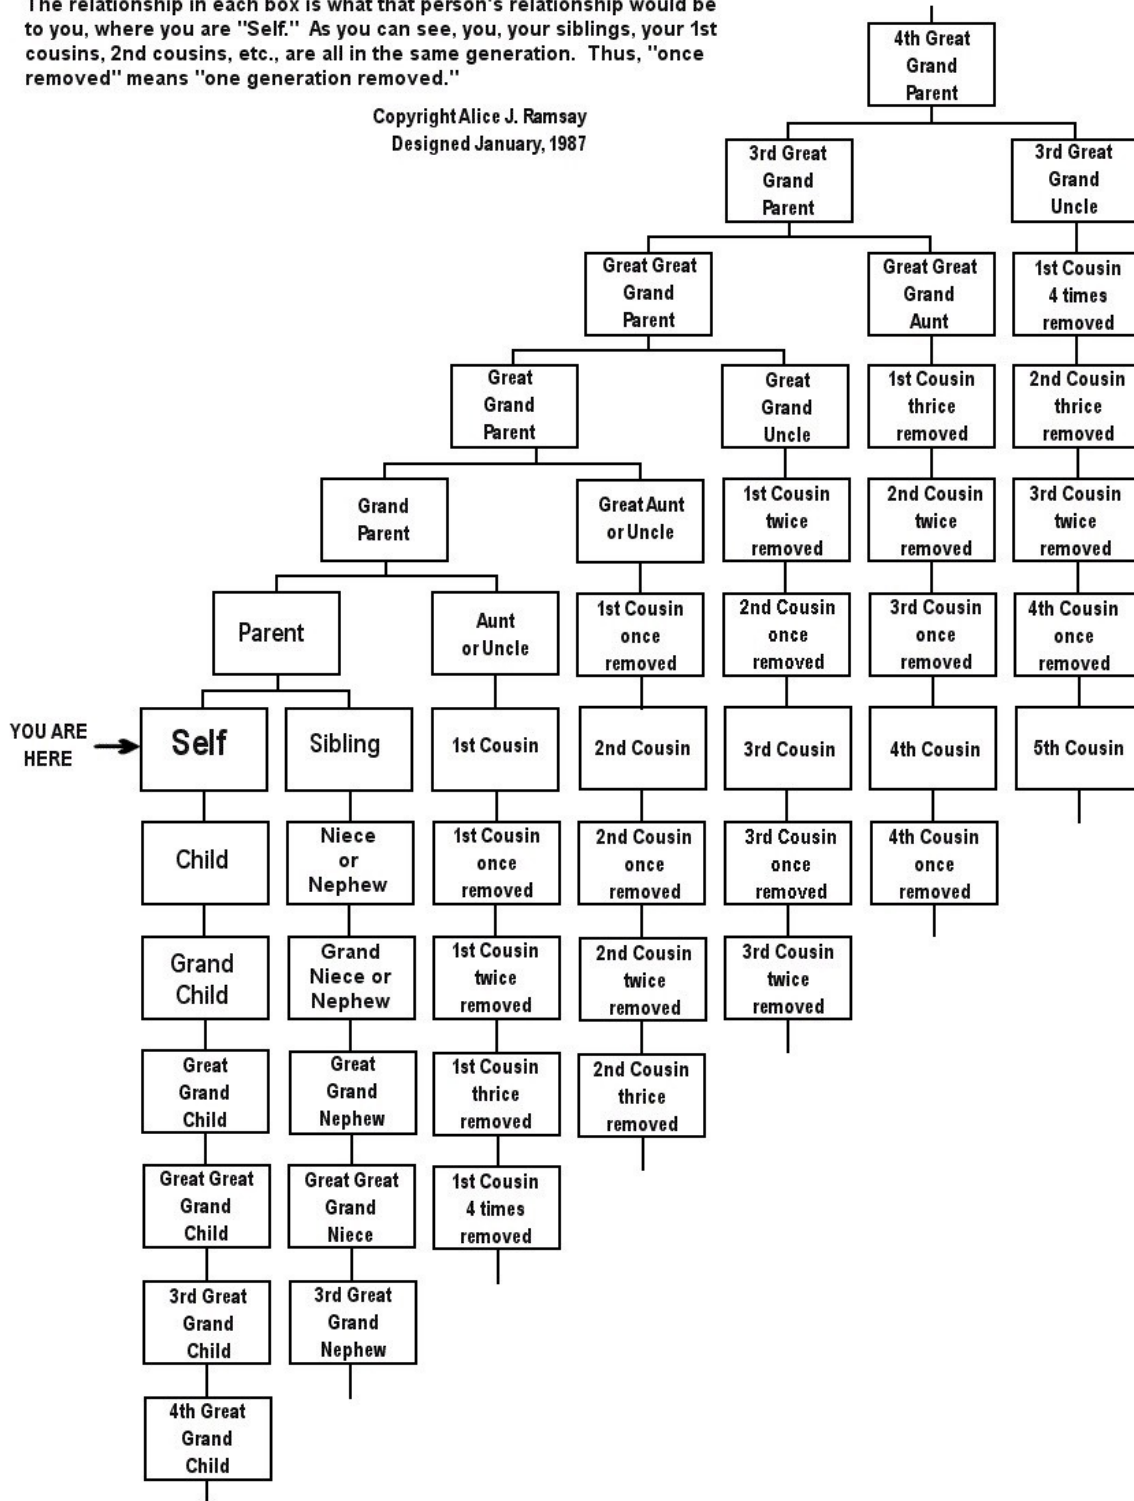 The relationship in each box is what that person's relationship would be
to you, where you are "Self." As you can see, you, your siblings, your 1st
cousins, 2nd cousins, etc., are all in the same generation. Thus, "once
removed" means "one generation removed."
Copyright Alice J. Ramsay
Designed January, 1987
4th Great
Grand
Parent
3rd Great
Grand
Parent
3rd Great
Grand
Uncle
Great Great
Grand
Parent
Great Great
Grand
Aunt
1st Cousin
4 times
removed
Great
Grand
Parent
Great
Grand
Uncle
1st Cousin
thrice
removed
2nd Cousin
thrice
removed
Grand
Parent
Great Aunt
or Uncle
1st Cousin
twice
removed
2nd Cousin
twice
removed
3rd Cousin
twice
removed
Parent
Aunt
or Uncle
1st Cousin
once
removed
2nd Cousin
once
removed
3rd Cousin
once
removed
4th Cousin
once
removed
YOU ARE
HERE
Self
Sibling
1st Cousin
2nd Cousin
3rd Cousin
4th Cousin
5th Cousin
Child
Niece
or
Nephew
1st Cousin
once
removed
2nd Cousin
once
removed
3rd Cousin
once
removed
4th Cousin
once
removed
Grand
Child
Grand
Niece or
Nephew
1st Cousin
twice
removed
2nd Cousin
twice
removed
3rd Cousin
twice
removed
Great
Grand
Child
Great
Grand
Nephew
1st Cousin
thrice
removed
2nd Cousin
thrice
removed
Great Great
Grand
Child
Great Great
Grand
Niece
1st Cousin
4 times
removed
3rd Great
Grand
Child
3rd Great
Grand
Nephew
4th Great
Grand
Child